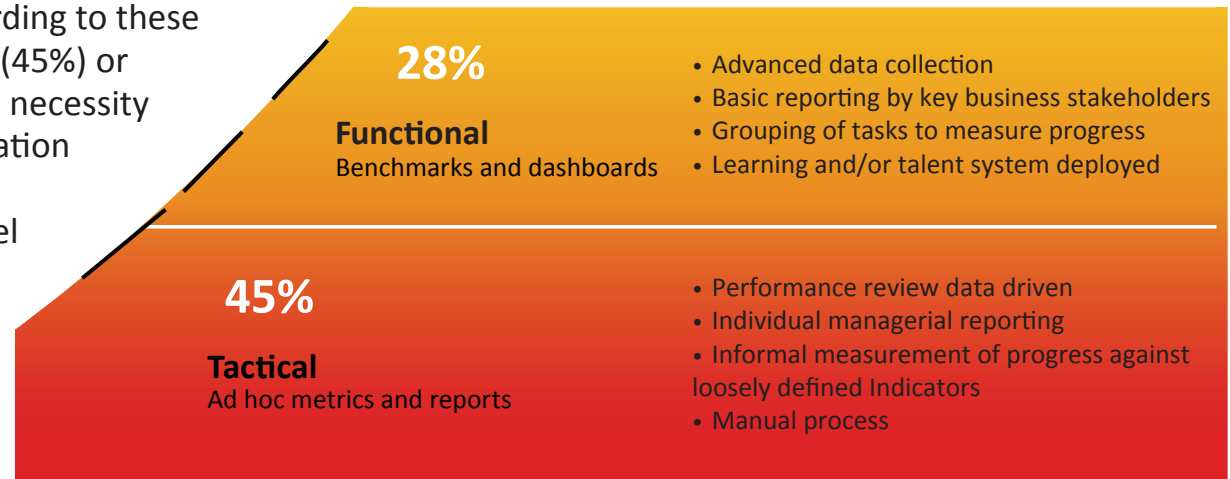 rding to these
(45%) or
necessity
ation
el
28%
Functional
Benchmarks and dashboards
• Advanced data collection
• Basic reporting by key business stakeholders
• Grouping of tasks to measure progress
• Learning and/or talent system deployed
45%
Tactical
Ad hoc metrics and reports
• Performance review data driven
• Individual managerial reporting
• Informal measurement of progress against
loosely defined Indicators
• Manual process